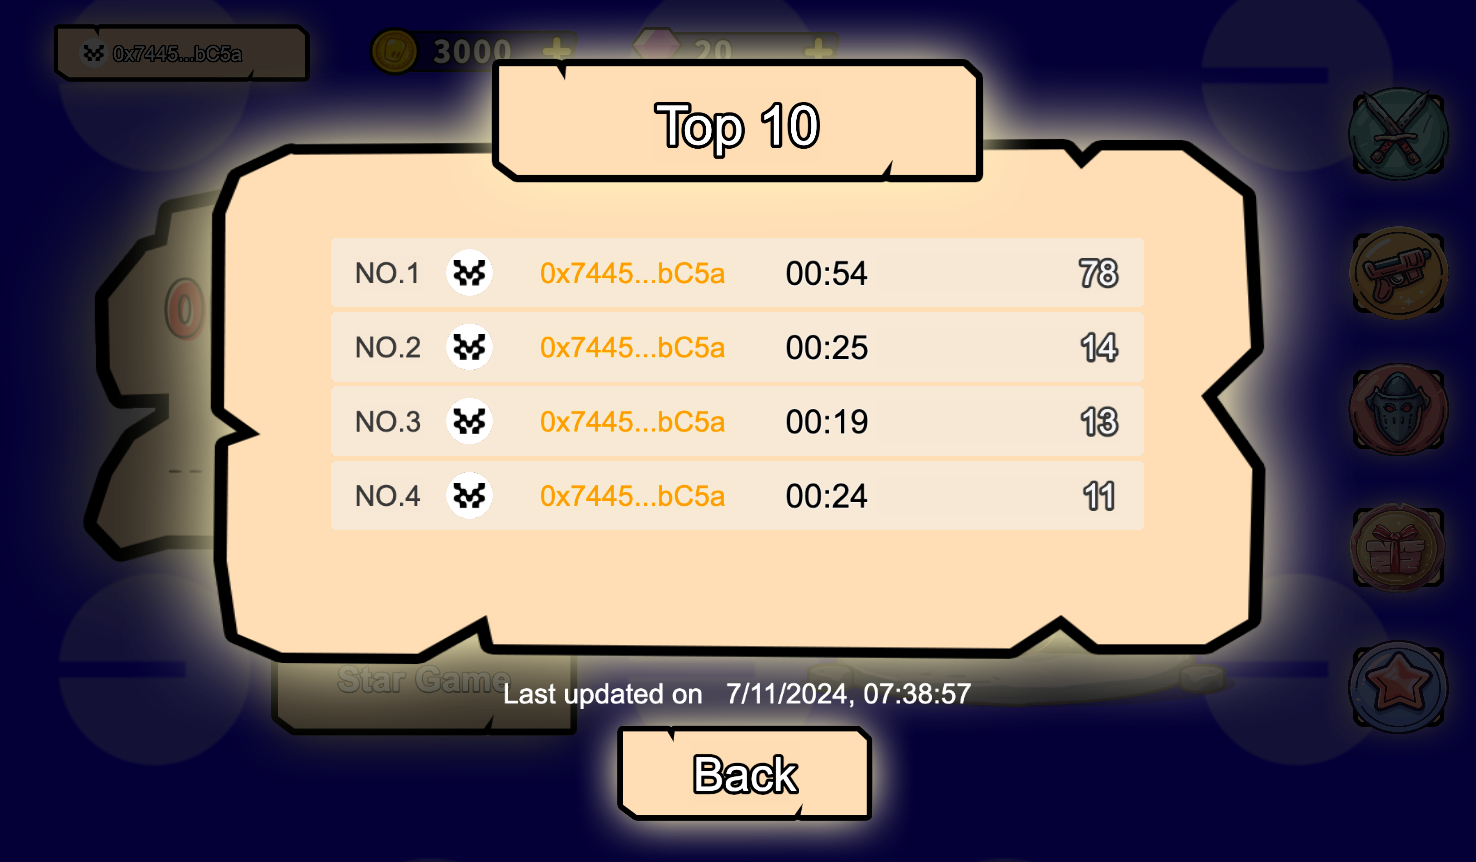 0x7445...bC5a
3000
20
Top 10
NO.1 0x7445...bC5a 00:54 78
NO.2 0x7445...bC5a 00:25 14
NO.3 0x7445...bC5a 00:19 13
NO.4 0x7445...bC5a 00:24 11
0
--
Star Game
Last updated on 7/11/2024, 07:38:57
Back